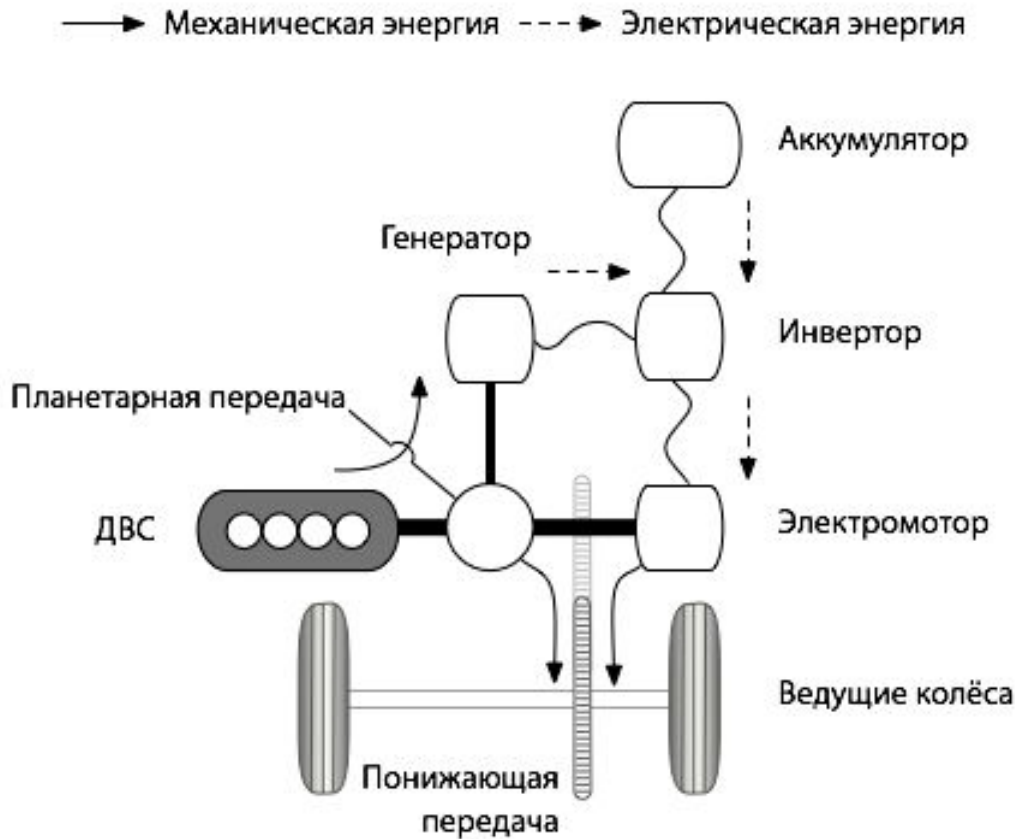 Механическая энергия Электрическая энергия
Аккумулятор
Генератор
Инвертор
Планетарная передача
ДВС
Электромотор
Ведущие колёса
Понижающая
передача